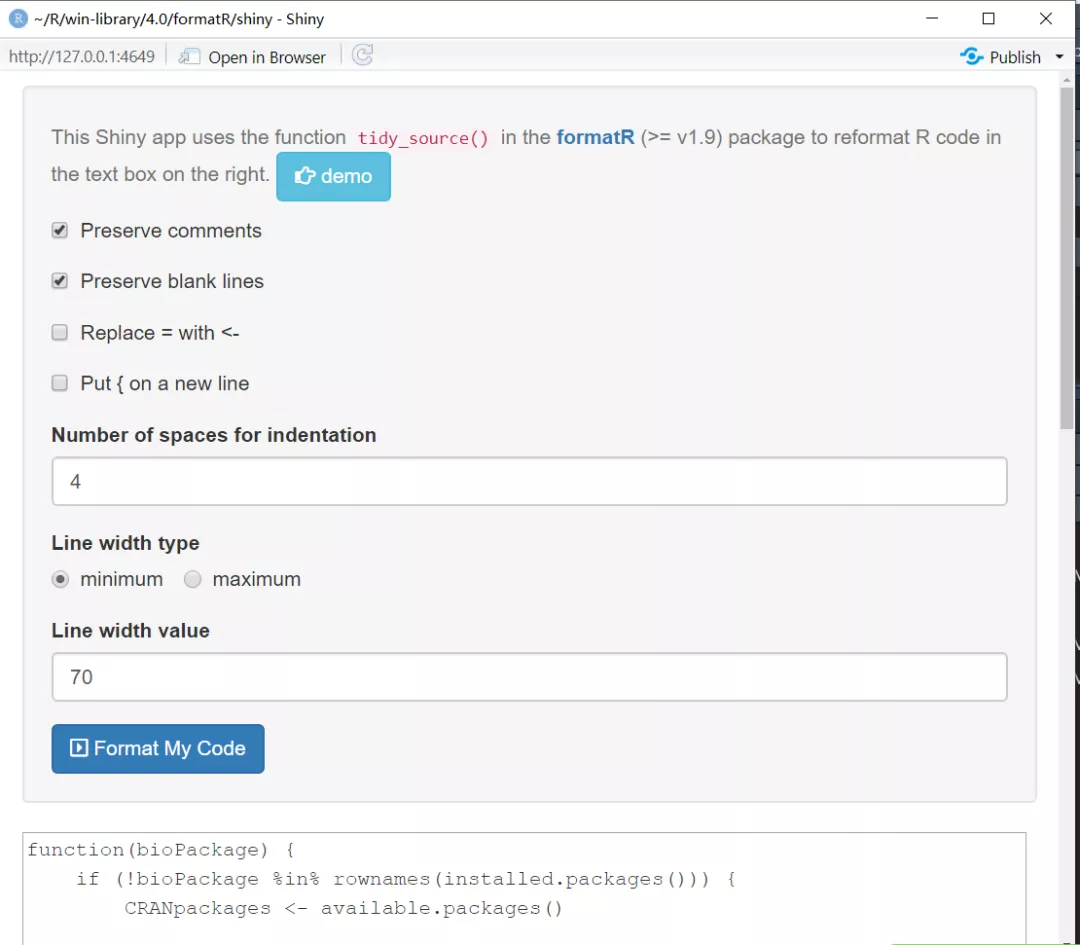 ~/R/win-library/4.0/formatR/shiny - Shiny
http://127.0.0.1:4649 Open in Browser Publish
This Shiny app uses the function tidy_source() in the formatR (>= v1.9) package to reformat R code in
the text box on the right. demo
Preserve comments
Preserve blank lines
Replace = with <-
Put { on a new line
Number of spaces for indentation
4
Line width type
minimum maximum
Line width value
70
Format My Code
function(bioPackage) {
    if (!bioPackage %in% rownames(installed.packages())) {
        CRANpackages <- available.packages()